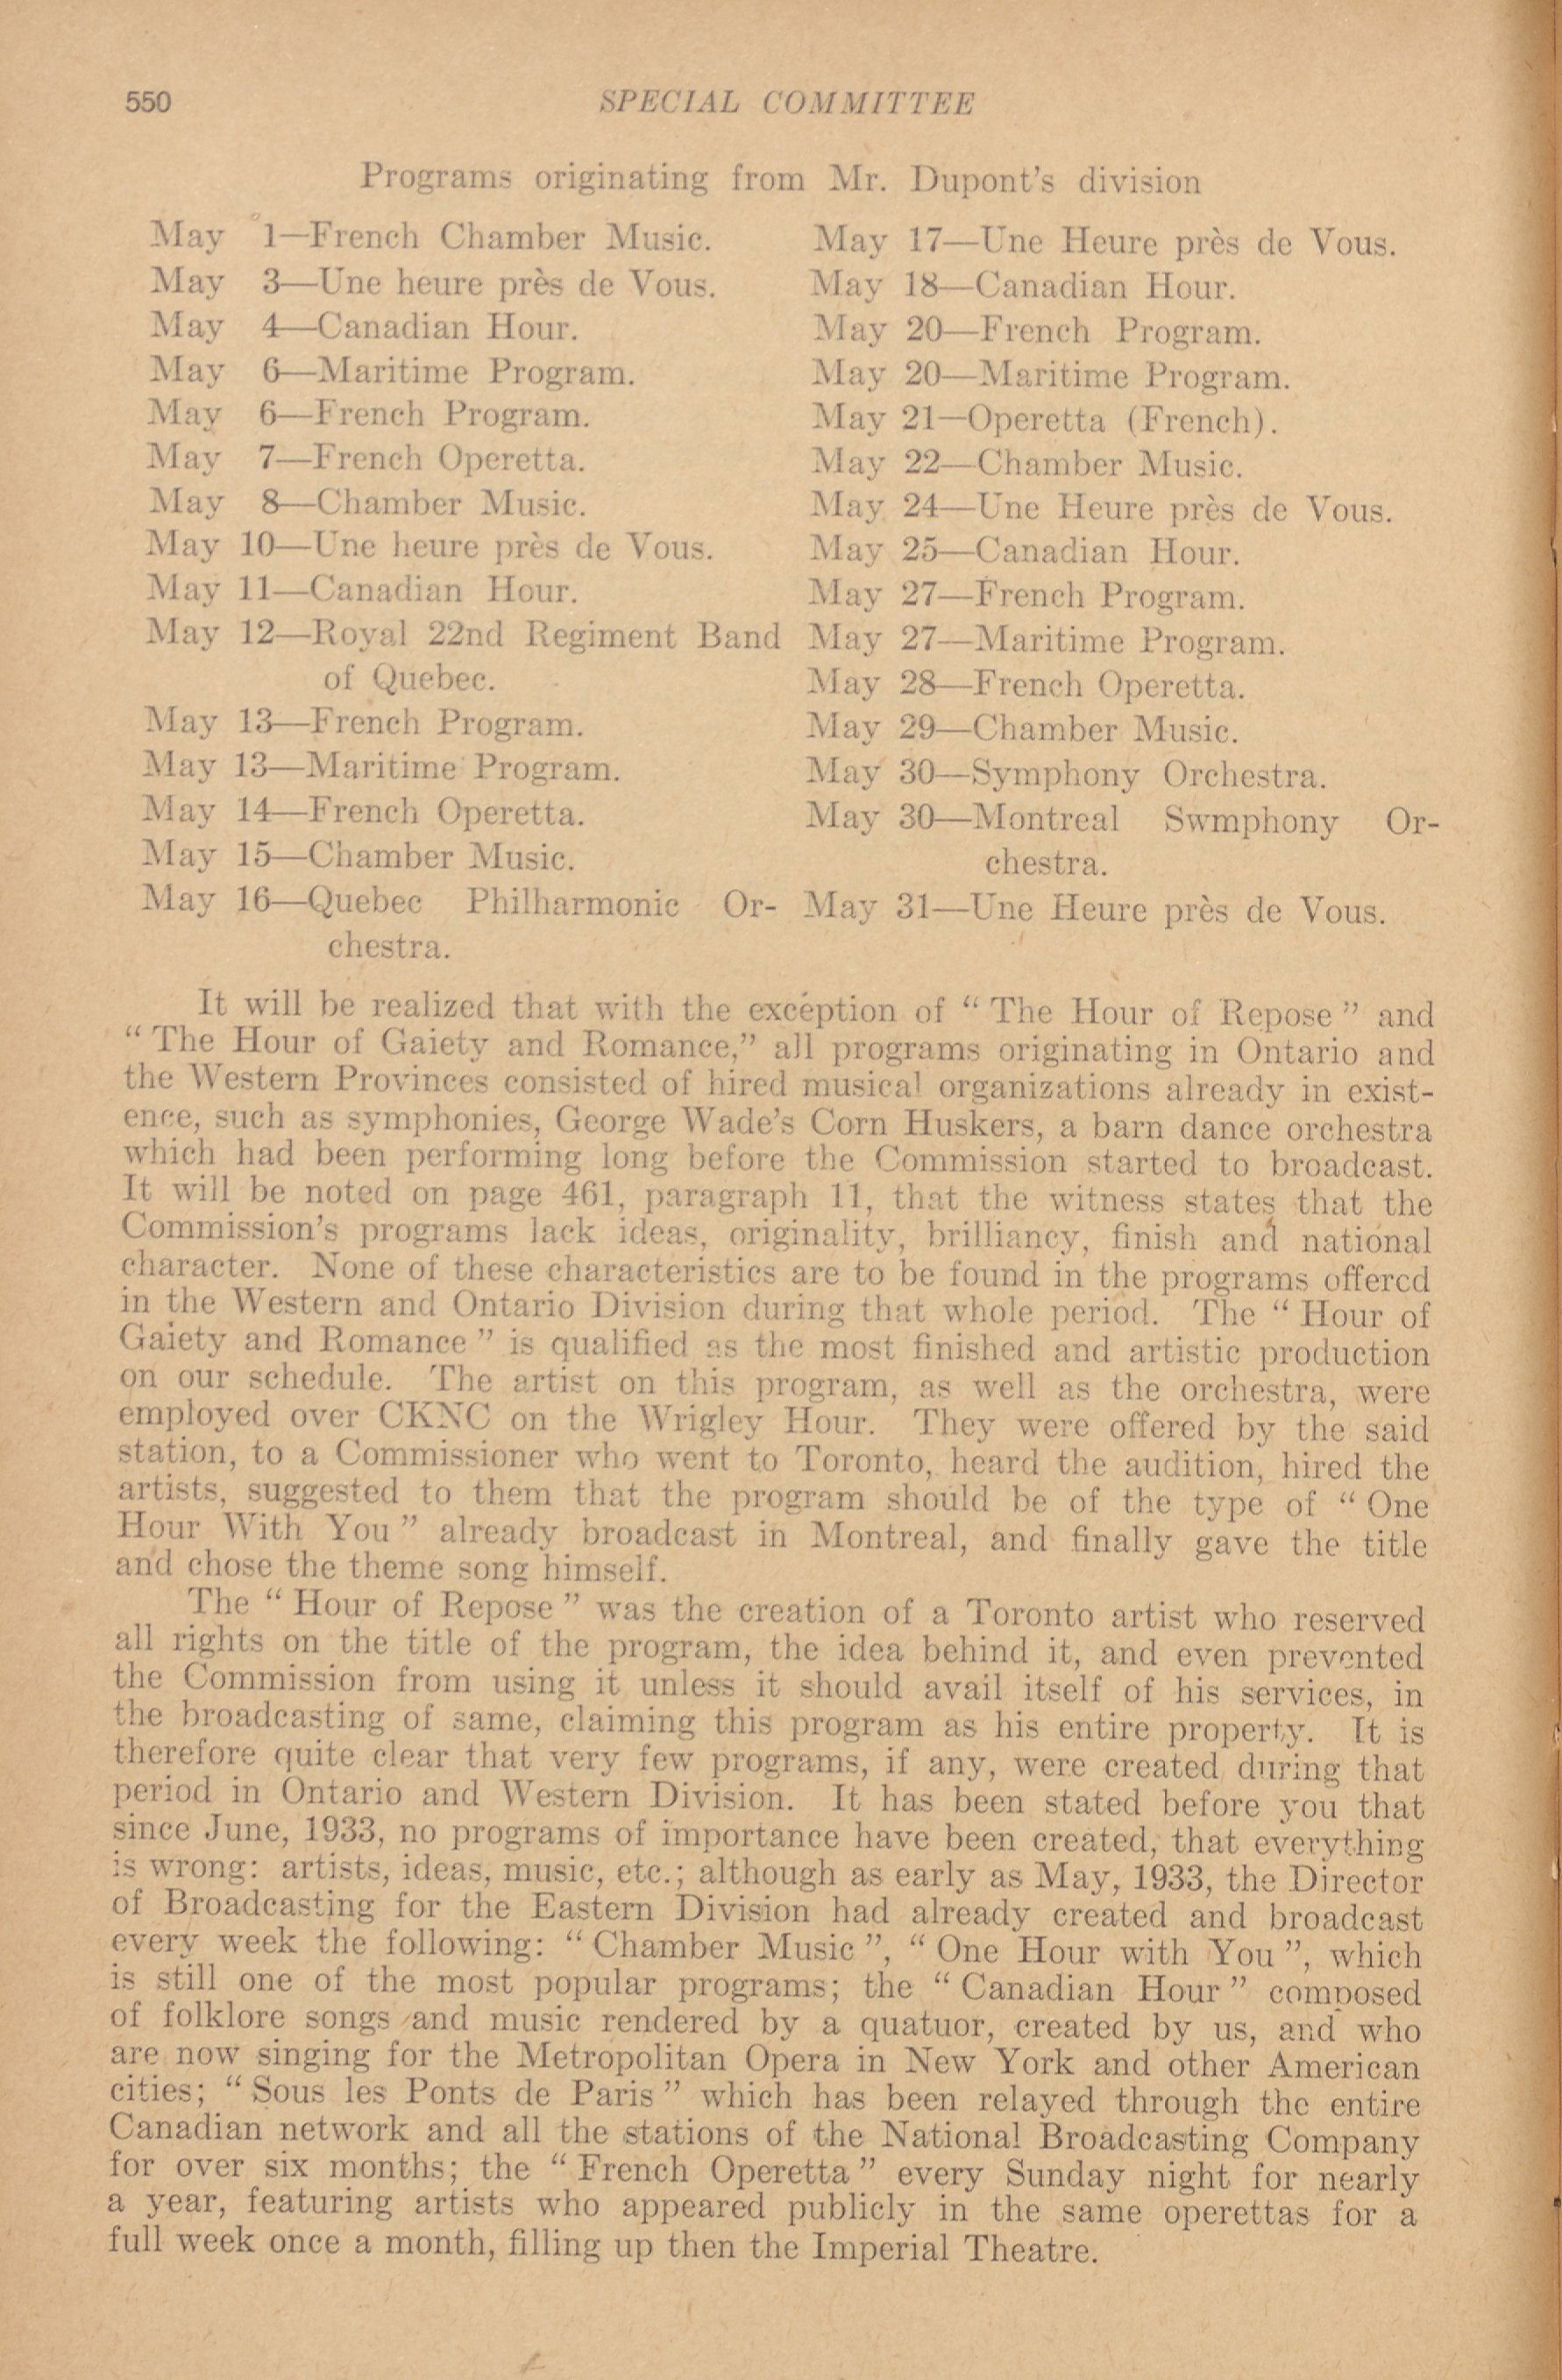 550
SPECIAL COMMITTEE
Programs originating from Mr. Dupont's division
May 1—French Chamber Music.
May 3—Une heure près de Vous.
May 4—Canadian Hour.
May 6—Maritime Program.
May 6—French Program.
May 7—French Operetta.
May 8—Chamber Music.
May 10—Une heure près de Vous.
May 11—Canadian Hour.
May 12—Royal 22nd Regiment Band
of Quebec.
May 13—French Program.
May 13—Maritime Program.
May 14—French Operetta.
May 15—Chamber Music.
May 16—Quebec Philharmonic Or-
chestra.
May 17—Une Heure près de Vous.
May 18—Canadian Hour.
May 20—French Program.
May 20—Maritime Program.
May 21—Operetta (French).
May 22—Chamber Music.
May 24—Une Heure près de Vous.
May 25—Canadian Hour.
May 27—French Program.
May 27—Maritime Program.
May 28—French Operetta.
May 29—Chamber Music.
May 30—Symphony Orchestra.
May 30—Montreal Swmphony Or-
chestra.
May 31—Une Heure près de Vous.
It will be realized that with the exception of "The Hour of Repose" and
"The Hour of Gaiety and Romance," all programs originating in Ontario and
the Western Provinces consisted of hired musical organizations already in exist-
ence, such as symphonies, George Wade's Corn Huskers, a barn dance orchestra
which had been performing long before the Commission started to broadcast.
It will be noted on page 461, paragraph 11, that the witness states that the
Commission's programs lack ideas, originality, brilliancy, finish and national
character. None of these characteristics are to be found in the programs offered
in the Western and Ontario Division during that whole period. The "Hour of
Gaiety and Romance" is qualified as the most finished and artistic production
on our schedule. The artist on this program, as well as the orchestra, were
employed over CKNC on the Wrigley Hour. They were offered by the said
station, to a Commissioner who went to Toronto, heard the audition, hired the
artists, suggested to them that the program should be of the type of "One
Hour With You" already broadcast in Montreal, and finally gave the title
and chose the theme song himself.
The "Hour of Repose" was the creation of a Toronto artist who reserved
all rights on the title of the program, the idea behind it, and even prevented
the Commission from using it unless it should avail itself of his services, in
the broadcasting of same, claiming this program as his entire property. It is
therefore quite clear that very few programs, if any, were created during that
period in Ontario and Western Division. It has been stated before you that
since June, 1933, no programs of importance have been created, that everything
is wrong: artists, ideas, music, etc.; although as early as May, 1933, the Director
of Broadcasting for the Eastern Division had already created and broadcast
every week the following: "Chamber Music", "One Hour with You", which
is still one of the most popular programs; the "Canadian Hour" composed
of folklore songs and music rendered by a quatuor, created by us, and who
are now singing for the Metropolitan Opera in New York and other American
cities; "Sous les Ponts de Paris" which has been relayed through the entire
Canadian network and all the stations of the National Broadcasting Company
for over six months; the "French Operetta" every Sunday night for nearly
a year, featuring artists who appeared publicly in the same operettas for a
full week once a month, filling up then the Imperial Theatre.